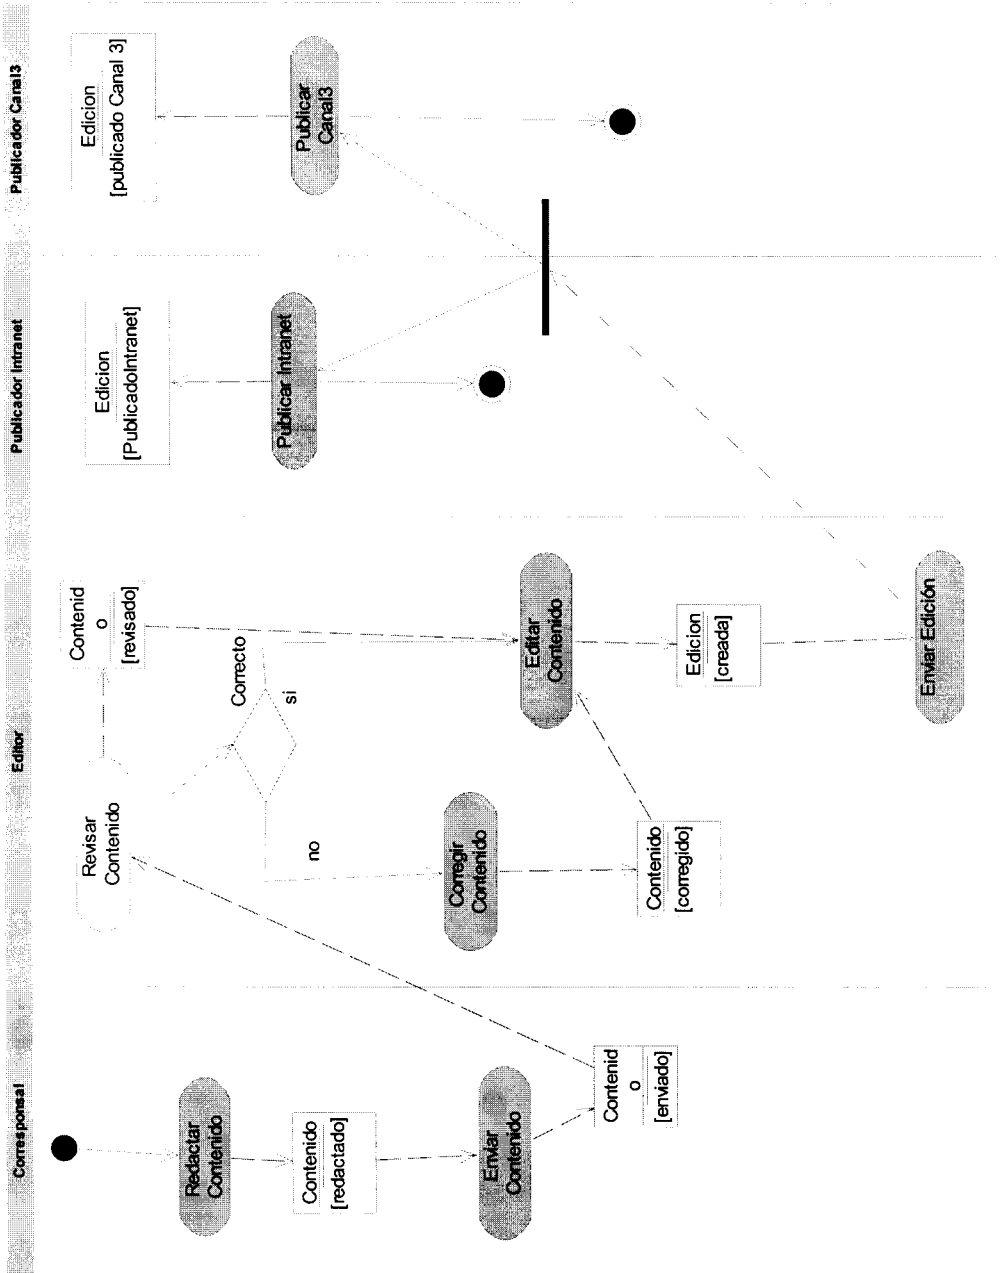 Corresponsal
Editor
Publicador Intranet
Publicador Canal3
Redactar
Contenido
Contenido
[redactado]
Enviar
Contenido
Contenid
o
[enviado]
Revisar
Contenido
Contenid
o
[revisado]
Correcto
si
no
Corregir
Contenido
Contenido
[corregido]
Editar
Contenido
Edicion
[creada]
Enviar Edición
Edicion
[PublicadoIntranet]
Publicar Intranet
Edicion
[publicado Canal 3]
Publicar
Canal3